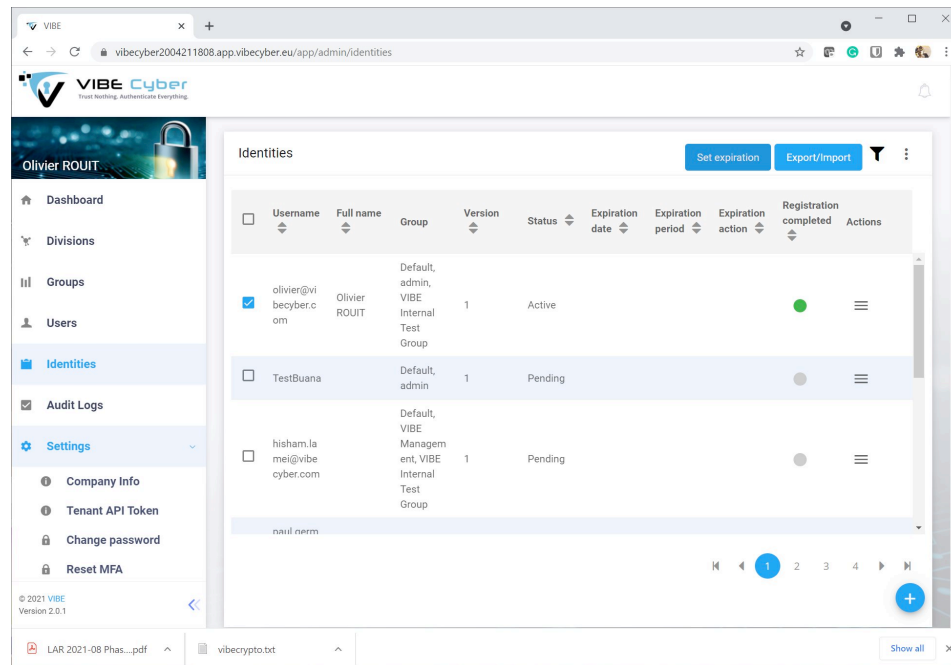 VIBE
vibecyber2004211808.app.vibecyber.eu/app/admin/identities
VIBE Cyber
Trust Nothing. Authenticate Everything.
Olivier ROUIT
Dashboard
Divisions
Groups
Users
Identities
Audit Logs
Settings
Company Info
Tenant API Token
Change password
Reset MFA
© 2021 VIBE
Version 2.0.1
Identities
Set expiration
Export/Import
Username
Full name
Group
Version
Status
Expiration
date
Expiration
period
Expiration
action
Registration
completed
Actions
olivier@vi
becyber.c
om
Olivier
ROUIT
Default,
admin,
VIBE
Internal
Test
Group
1
Active
TestBuana
Default,
admin
1
Pending
hisham.la
mei@vibe
cyber.com
Default,
VIBE
Managem
ent, VIBE
Internal
Test
Group
1
Pending
paul.germ
1 2 3 4
LAR 2021-08 Phas....pdf
vibecrypto.txt
Show all